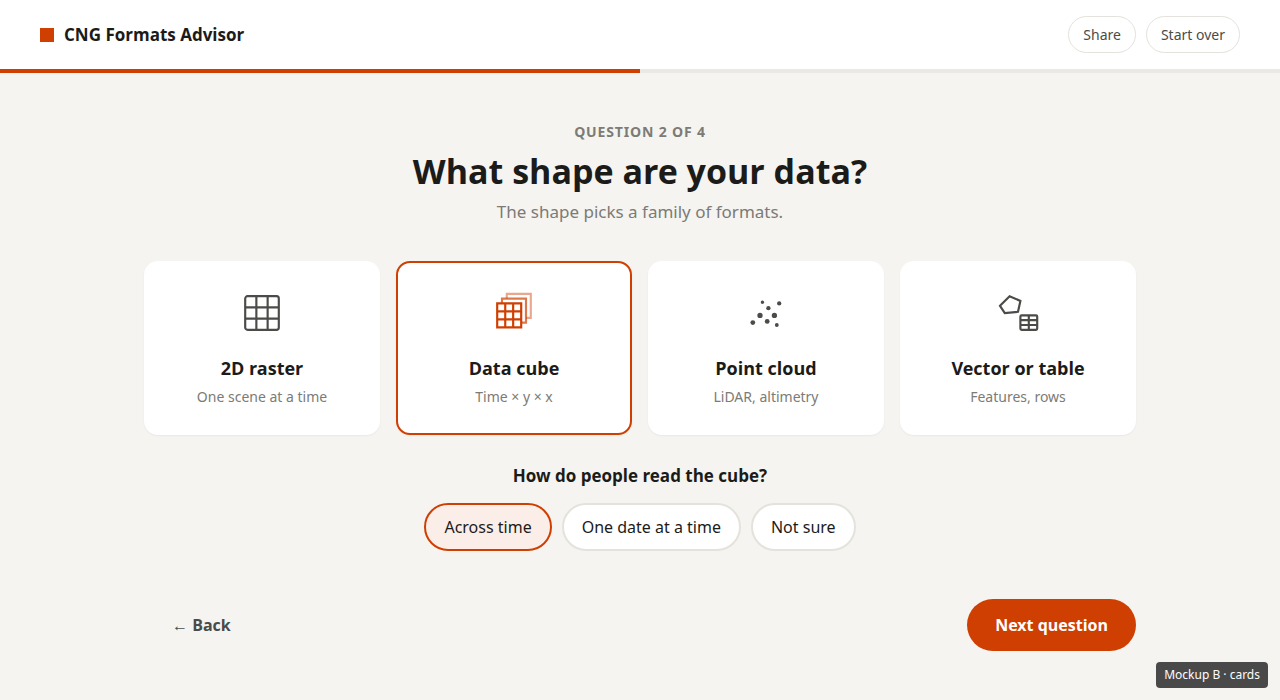 CNG Formats Advisor
Share
Start over
QUESTION 2 OF 4
What shape are your data?
The shape picks a family of formats.
2D raster
One scene at a time
Data cube
Time × y × x
Point cloud
LiDAR, altimetry
Vector or table
Features, rows
How do people read the cube?
Across time
One date at a time
Not sure
← Back
Next question
Mockup B · cards